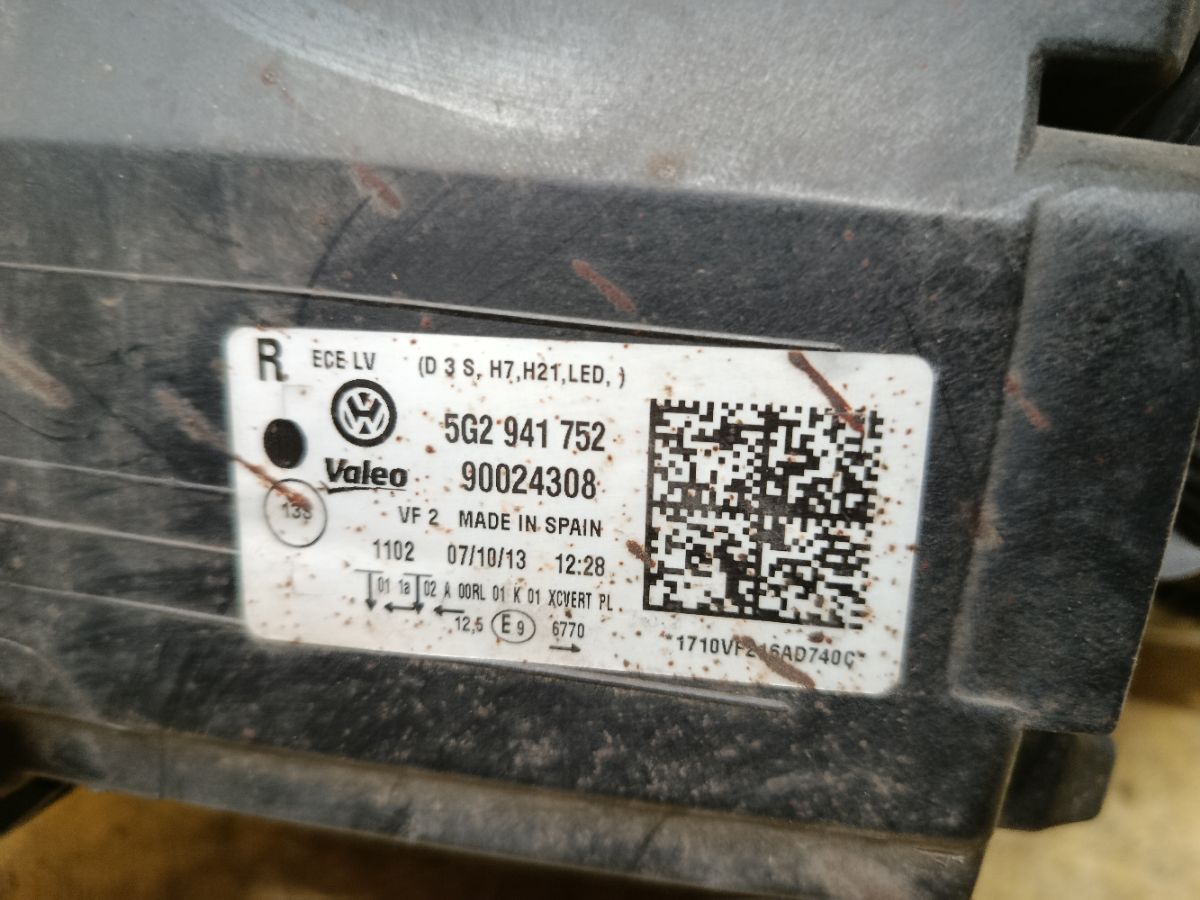 R ECE LV (D 3 S, H7,H21,LED, )
5G2 941 752
Valeo 90024308
VF 2 MADE IN SPAIN
1102 07/10/13 12:28
01 1a 02 A 00RL 01 K 01 XCVERT PL
12,5 E9 6770